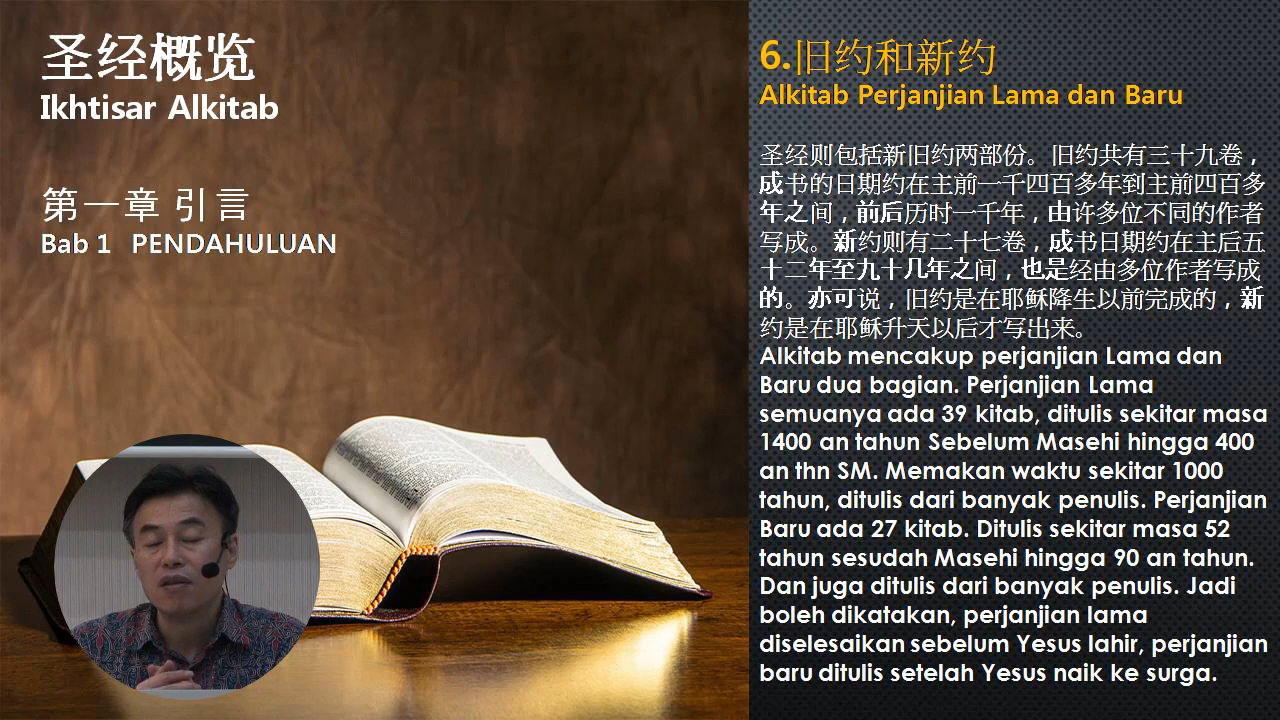 圣经概览
Ikhtisar Alkitab
第一章 引言
Bab 1 PENDAHULUAN
6.旧约和新约
Alkitab Perjanjian Lama dan Baru
圣经则包括新旧约两部份。旧约共有三十九卷，
成书的日期约在主前一千四百多年到主前四百多
年之间，前后历时一千年，由许多位不同的作者
写成。新约则有二十七卷，成书日期约在主后五
十二年至九十几年之间，也是经由多位作者写成
的。亦可说，旧约是在耶稣降生以前完成的，新
约是在耶稣升天以后才写出来。
Alkitab mencakup perjanjian Lama dan
Baru dua bagian. Perjanjian Lama
semuanya ada 39 kitab, ditulis sekitar masa
1400 an tahun Sebelum Masehi hingga 400
an thn SM. Memakan waktu sekitar 1000
tahun, ditulis dari banyak penulis. Perjanjian
Baru ada 27 kitab. Ditulis sekitar masa 52
tahun sesudah Masehi hingga 90 an tahun.
Dan juga ditulis dari banyak penulis. Jadi
boleh dikatakan, perjanjian lama
diselesaikan sebelum Yesus lahir, perjanjian
baru ditulis setelah Yesus naik ke surga.